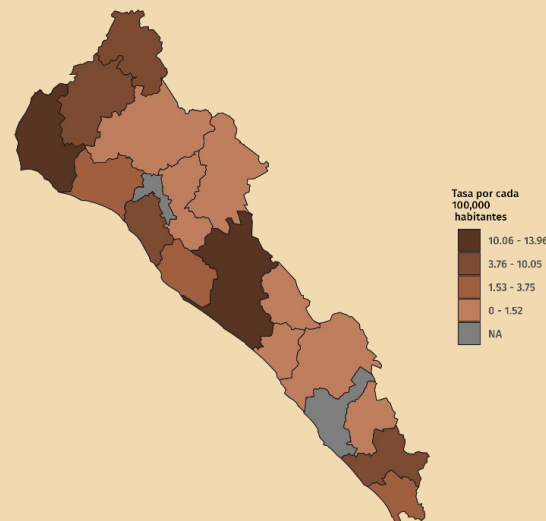 Tasa por cada
100,000
habitantes
10.06 - 13.96
3.76 - 10.05
1.53 - 3.75
0 - 1.52
NA